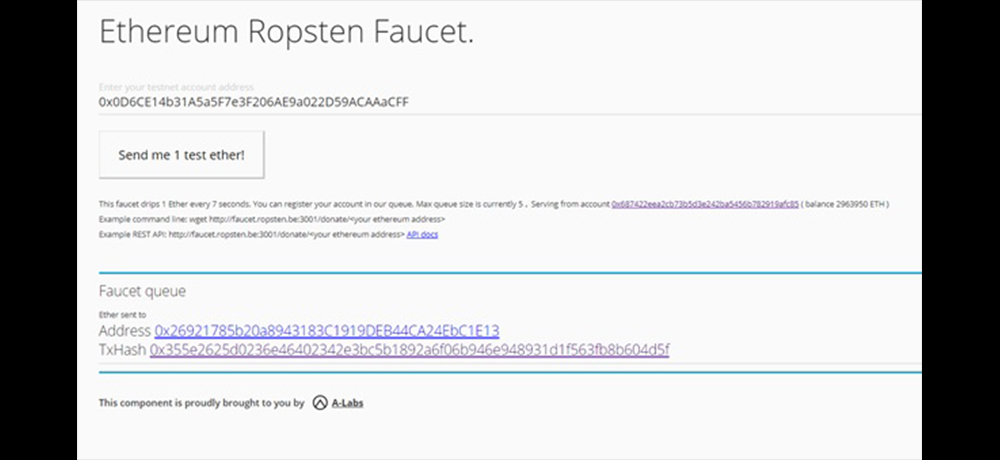 Ethereum Ropsten Faucet.
Enter your testnet account address
0x0D6CE14b31A5a5F7e3F206AE9a022D59ACAAaCFF
Send me 1 test ether!
This faucet drips 1 Ether every 7 seconds. You can register your account in our queue. Max queue size is currently 5 . Serving from account 0x687422eea2cb73b5d3e242ba5456b782919afc85 ( balance 2963950 ETH )
Example command line: wget http://faucet.ropsten.be:3001/donate/<your ethereum address>
Example REST API: http://faucet.ropsten.be:3001/donate/<your ethereum address> API docs
Faucet queue
Ether sent to
Address 0x26921785b20a8943183C1919DEB44CA24EbC1E13
TxHash 0x355e2625d0236e46402342e3bc5b1892a6f06b946e948931d1f563fb8b604d5f
This component is proudly brought to you by A-Labs